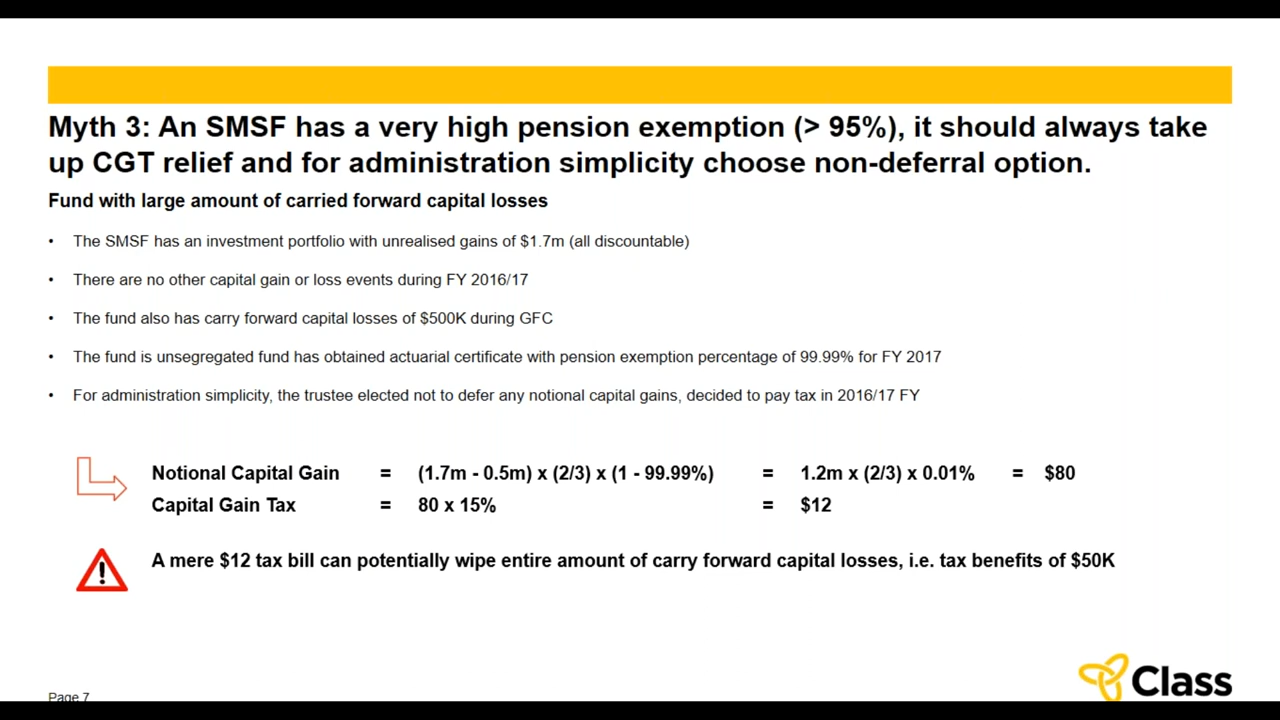 Myth 3: An SMSF has a very high pension exemption (> 95%), it should always take
up CGT relief and for administration simplicity choose non-deferral option.
Fund with large amount of carried forward capital losses
• The SMSF has an investment portfolio with unrealised gains of $1.7m (all discountable)
• There are no other capital gain or loss events during FY 2016/17
• The fund also has carry forward capital losses of $500K during GFC
• The fund is unsegregated fund has obtained actuarial certificate with pension exemption percentage of 99.99% for FY 2017
• For administration simplicity, the trustee elected not to defer any notional capital gains, decided to pay tax in 2016/17 FY
Notional Capital Gain = (1.7m - 0.5m) x (2/3) x (1 - 99.99%) = 1.2m x (2/3) x 0.01% = $80
Capital Gain Tax = 80 x 15% = $12
A mere $12 tax bill can potentially wipe entire amount of carry forward capital losses, i.e. tax benefits of $50K
Class
Page 7